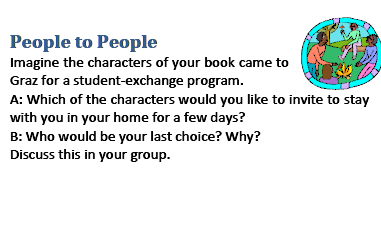 People to People
Imagine the characters of your book came to
Graz for a student-exchange program.
A: Which of the characters would you like to invite to stay
with you in your home for a few days?
B: Who would be your last choice? Why?
Discuss this in your group.